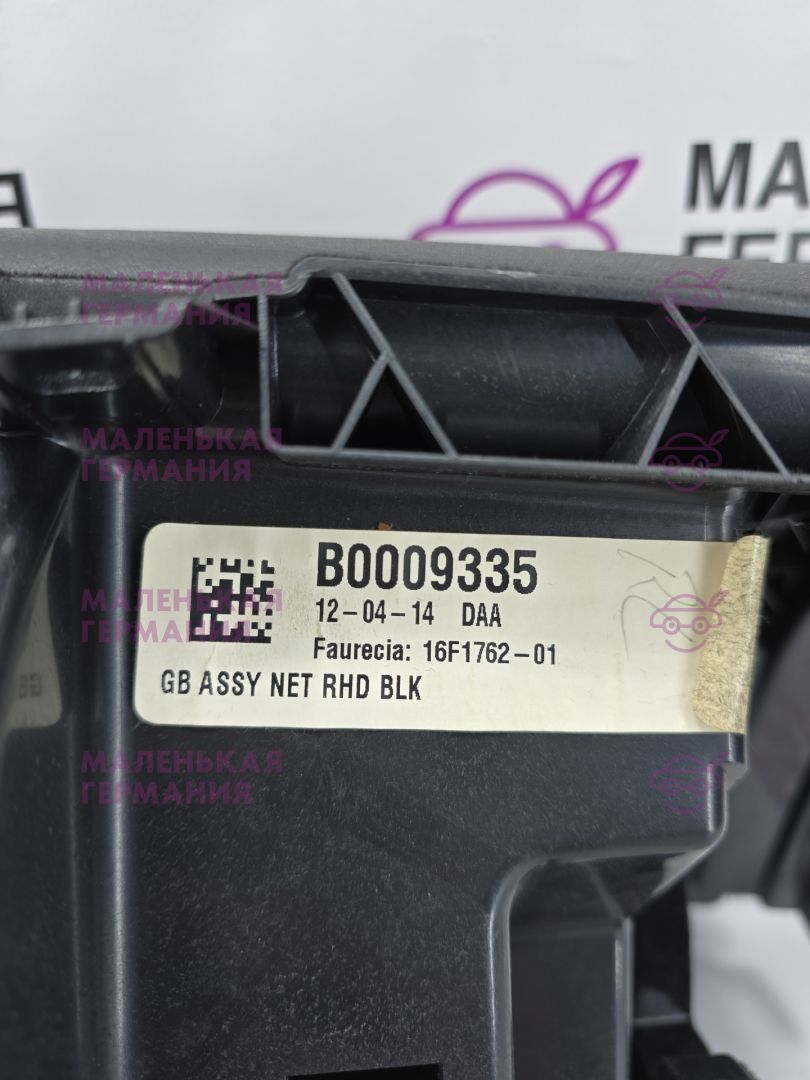 МА
Я
ГЕР
МАЛЕНЬКАЯ
ГЕРМАНИЯ
МАЛЕНЬКАЯ
ГЕРМАНИЯ
B0009335
12-04-14 DAA
Faurecia: 16F1762-01
GB ASSY NET RHD BLK
МАЛЕНЬКАЯ
ГЕРМАНИЯ
МАЛЕНЬКАЯ
ГЕРМАНИЯ